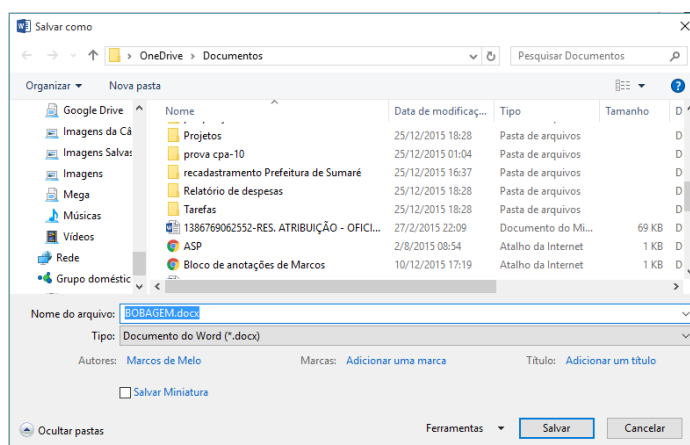 Salvar como
OneDrive > Documentos
Pesquisar Documentos
Organizar Nova pasta
Nome Data de modificaç... Tipo Tamanho D
Google Drive
Imagens da Câ
Imagens Salvas
Imagens
Mega
Músicas
Vídeos
Rede
Grupo doméstic
Projetos 25/12/2015 18:28 Pasta de arquivos D
prova cpa-10 25/12/2015 01:04 Pasta de arquivos D
recadastramento Prefeitura de Sumaré 25/12/2015 16:37 Pasta de arquivos D
Relatório de despesas 25/12/2015 18:28 Pasta de arquivos D
Tarefas 25/12/2015 18:28 Pasta de arquivos D
1386769062552-RES. ATRIBUIÇÃO - OFICI... 27/2/2015 22:09 Documento do Mi... 69 KB D
ASP 2/8/2015 08:54 Atalho da Internet 1 KB D
Bloco de anotações de Marcos 10/12/2015 17:19 Atalho da Internet 1 KB D
Nome do arquivo: BOBAGEM.docx
Tipo: Documento do Word (*.docx)
Autores: Marcos de Melo Marcas: Adicionar uma marca Título: Adicionar um título
Salvar Miniatura
Ocultar pastas Ferramentas Salvar Cancelar